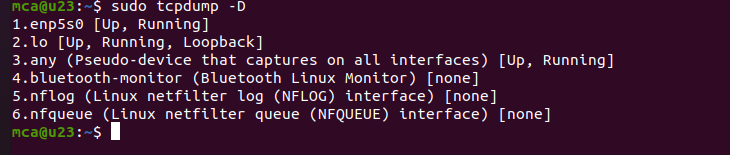 mca@u23:~$ sudo tcpdump -D
1.enp5s0 [Up, Running]
2.lo [Up, Running, Loopback]
3.any (Pseudo-device that captures on all interfaces) [Up, Running]
4.bluetooth-monitor (Bluetooth Linux Monitor) [none]
5.nflog (Linux netfilter log (NFLOG) interface) [none]
6.nfqueue (Linux netfilter queue (NFQUEUE) interface) [none]
mca@u23:~$